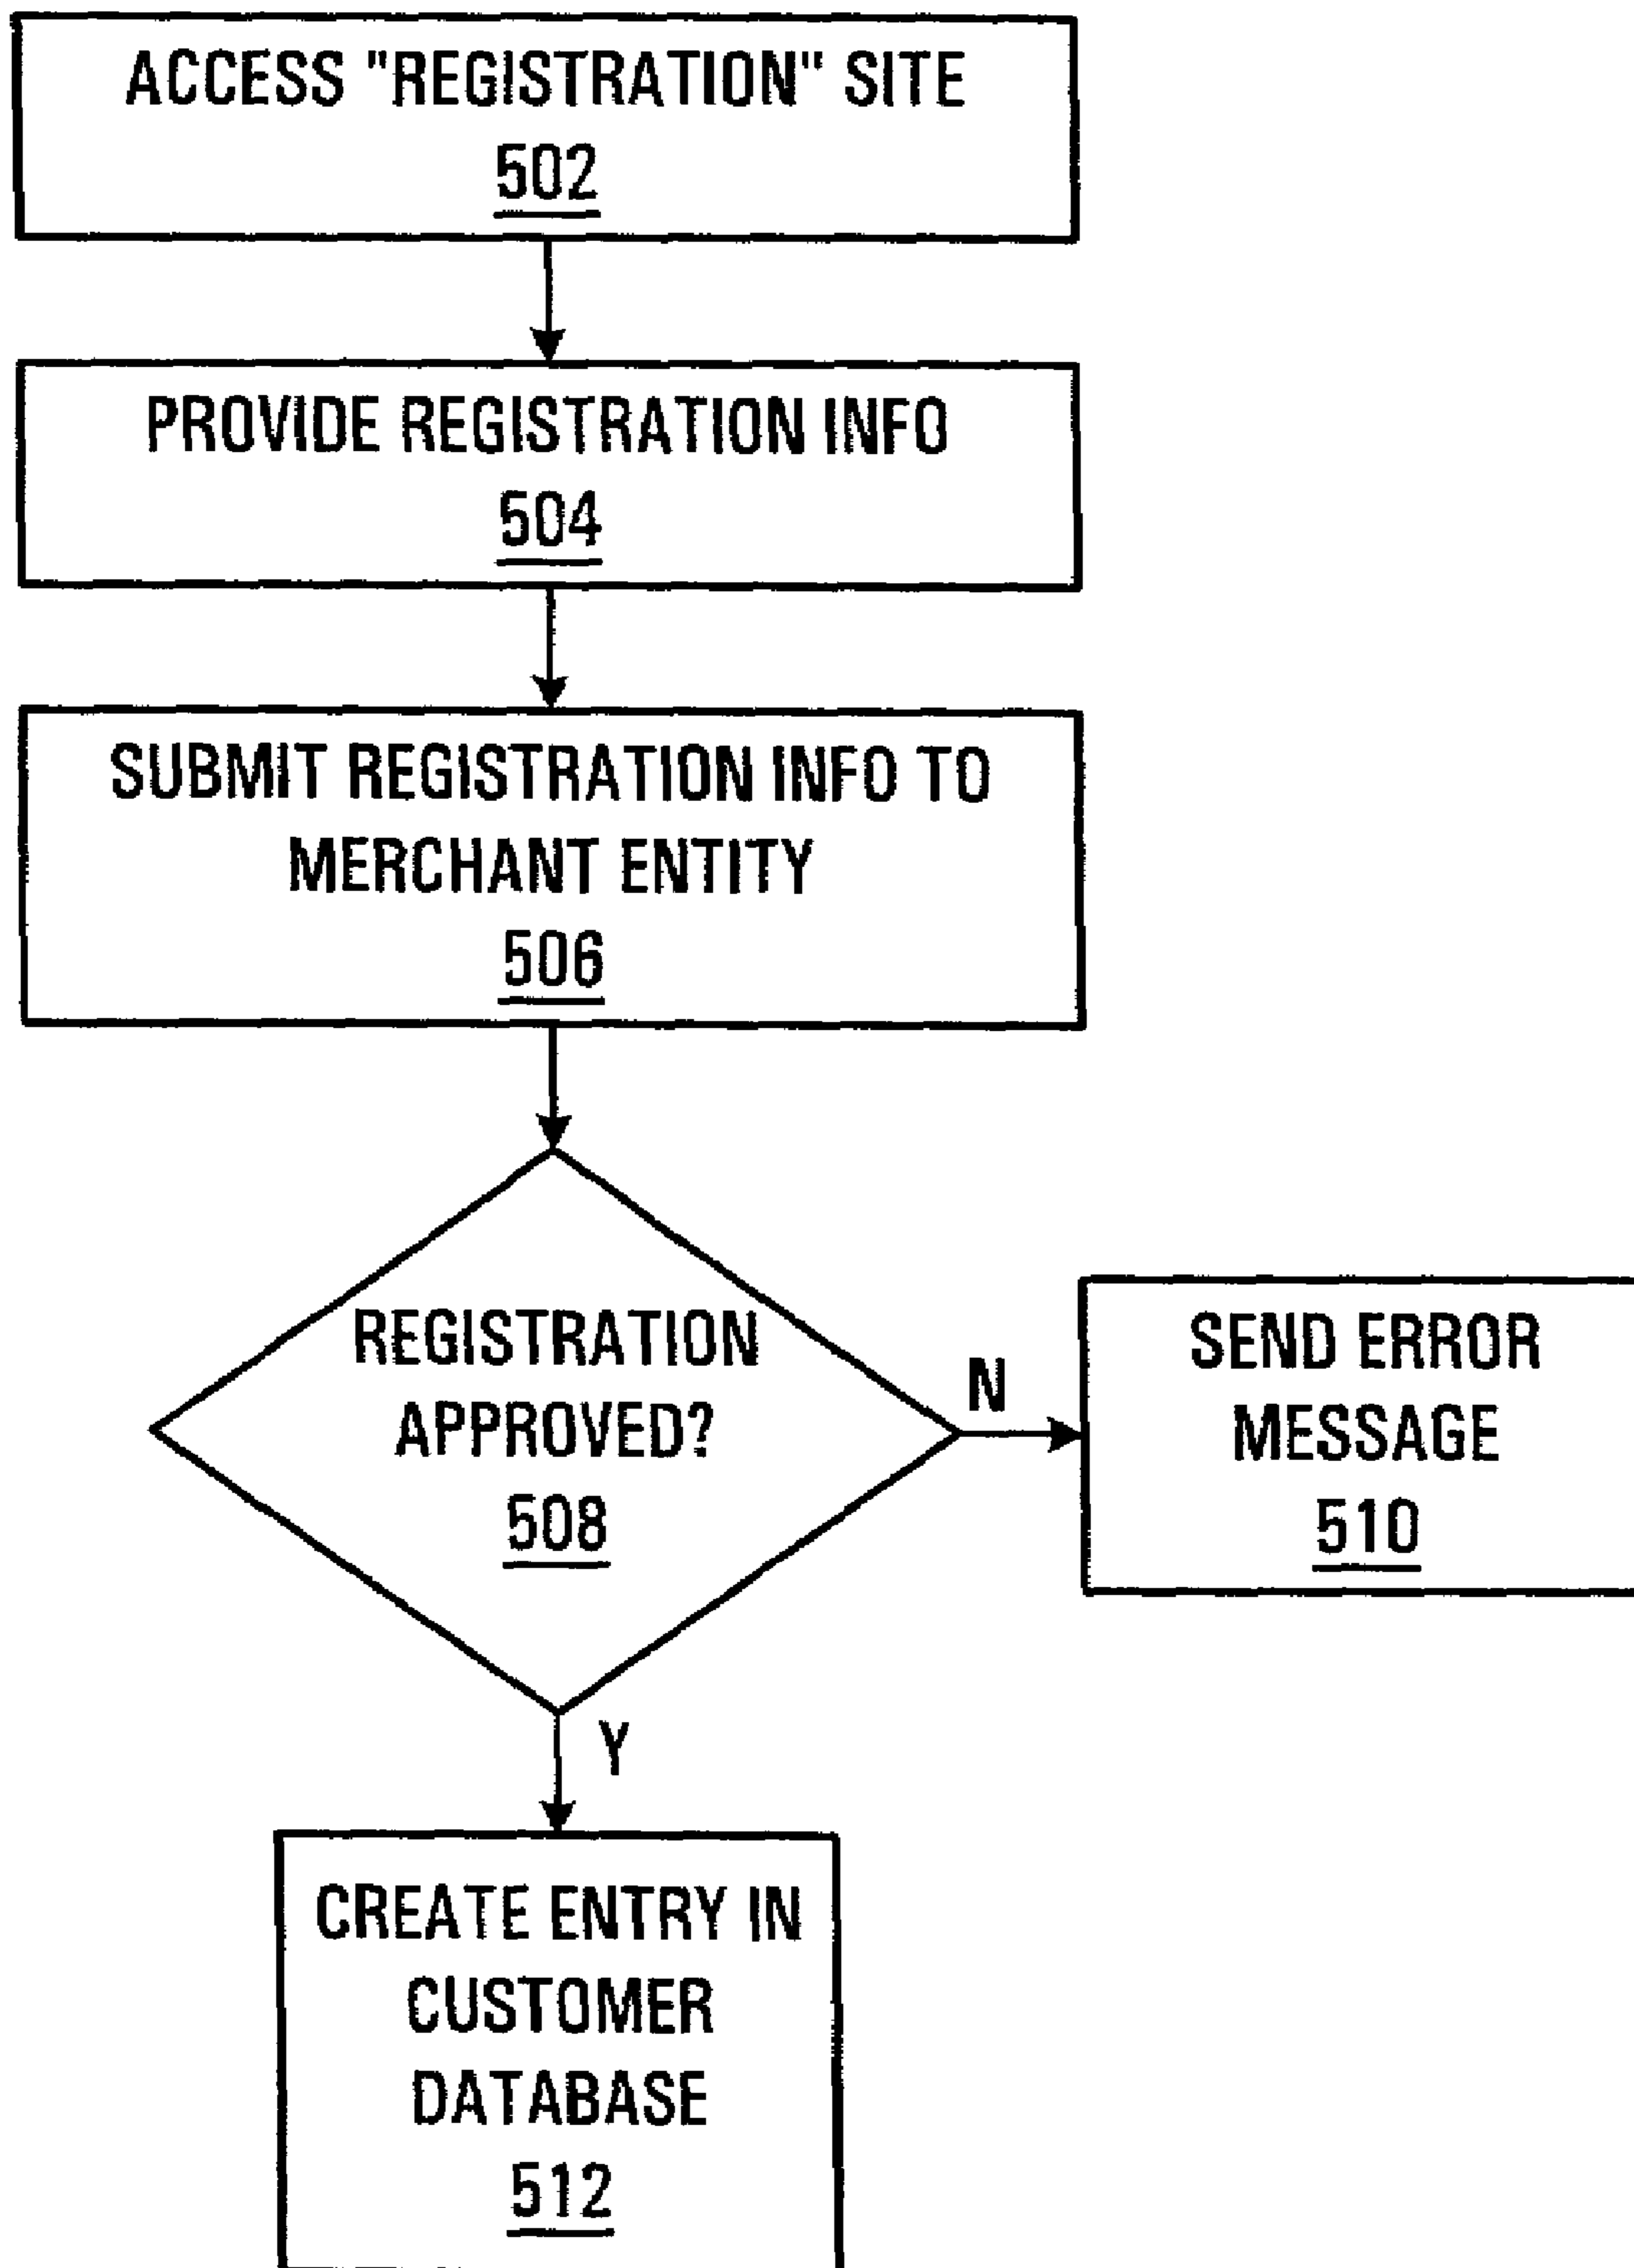 ACCESS "REGISTRATION" SITE
502
PROVIDE REGISTRATION INFO
504
SUBMIT REGISTRATION INFO TO
MERCHANT ENTITY
506
REGISTRATION
APPROVED?
508
N
SEND ERROR
MESSAGE
510
Y
CREATE ENTRY IN
CUSTOMER
DATABASE
512